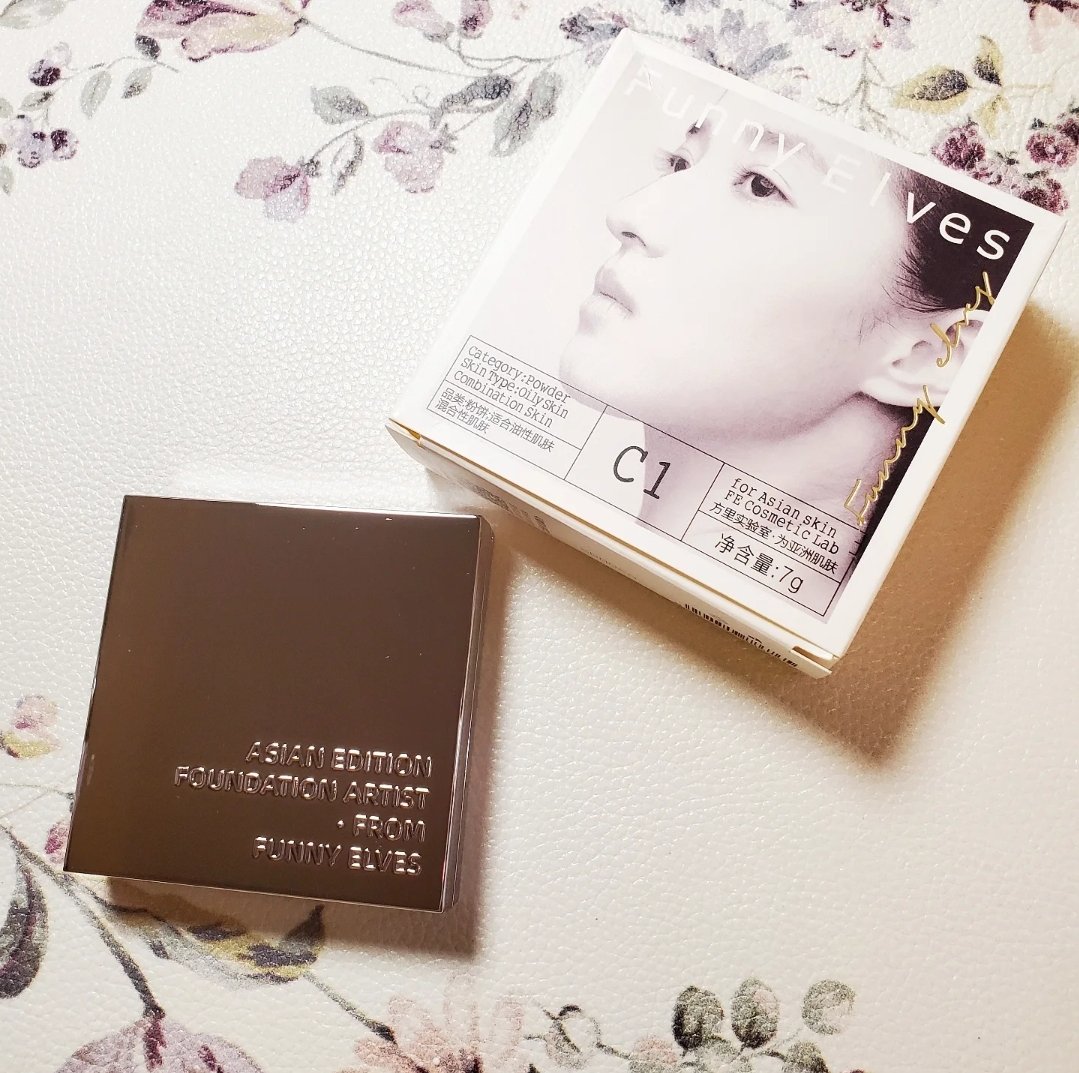 Funny Elves
Funny elves
Category:Powder
Skin Type:oily Skin
Combination Skin
品类:粉饼·适合油性肌肤
混合性肌肤
C1
for Asian skin
FE cosmetic Lab
方里实验室·为亚洲肌肤
净含量:7g
ASIAN EDITION
FOUNDATION ARTIST
· FROM
FUNNY ELVES